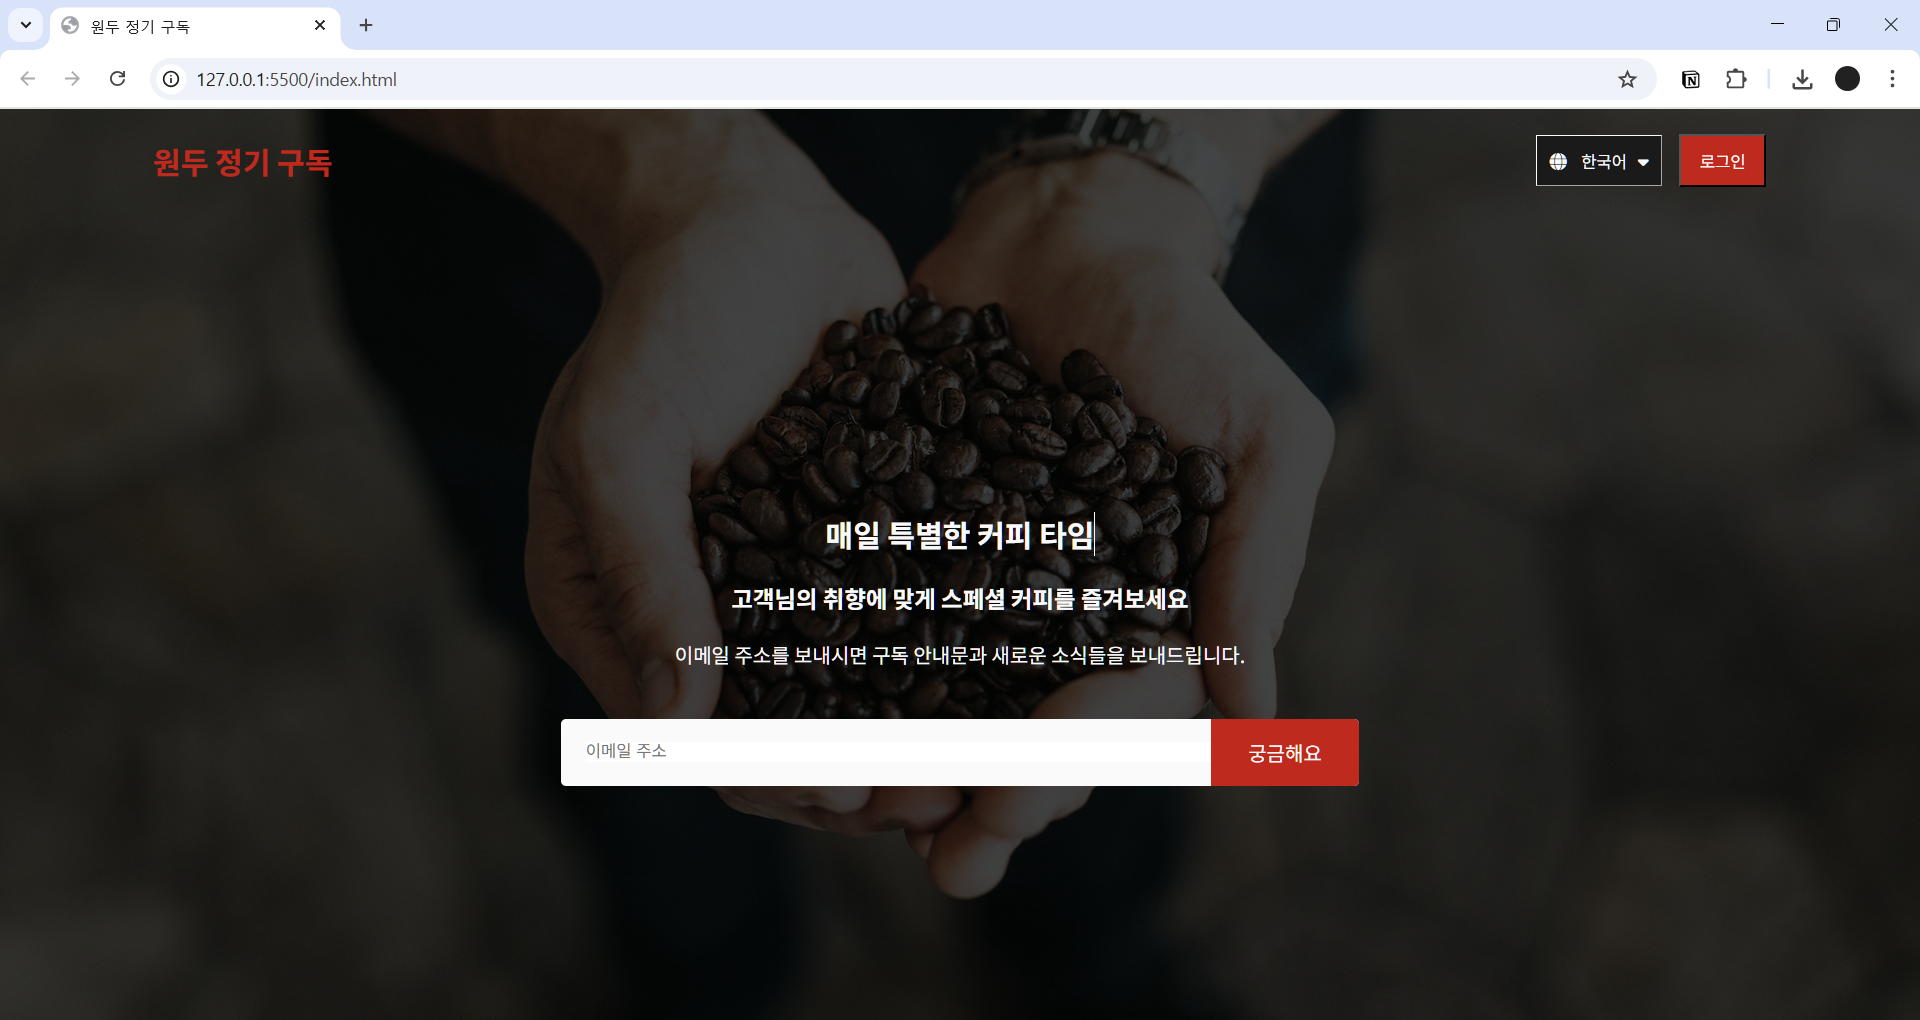 원두 정기 구독
127.0.0.1:5500/index.html
원두 정기 구독
한국어
로그인
매일 특별한 커피 타임
고객님의 취향에 맞게 스페셜 커피를 즐겨보세요
이메일 주소를 보내시면 구독 안내문과 새로운 소식들을 보내드립니다.
이메일 주소
궁금해요